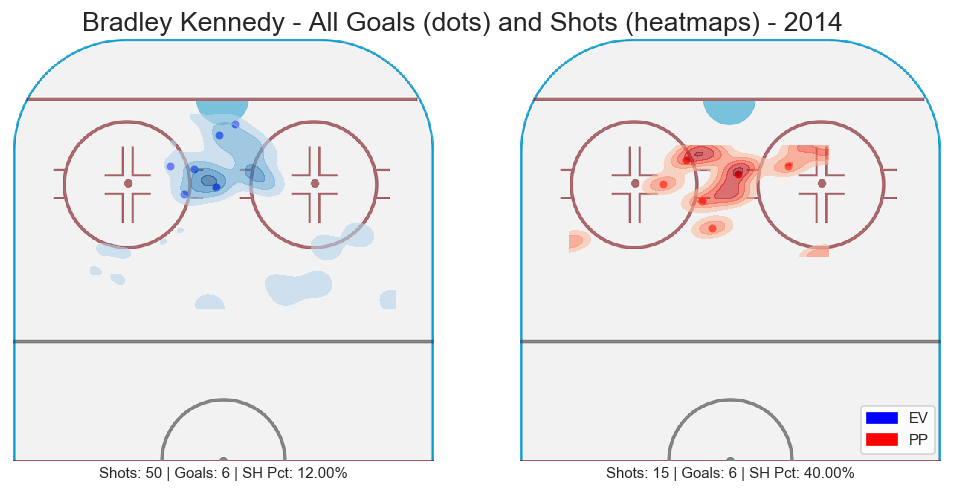 Bradley Kennedy - All Goals (dots) and Shots (heatmaps) - 2014
EV
PP
Shots: 50 | Goals: 6 | SH Pct: 12.00%
Shots: 15 | Goals: 6 | SH Pct: 40.00%